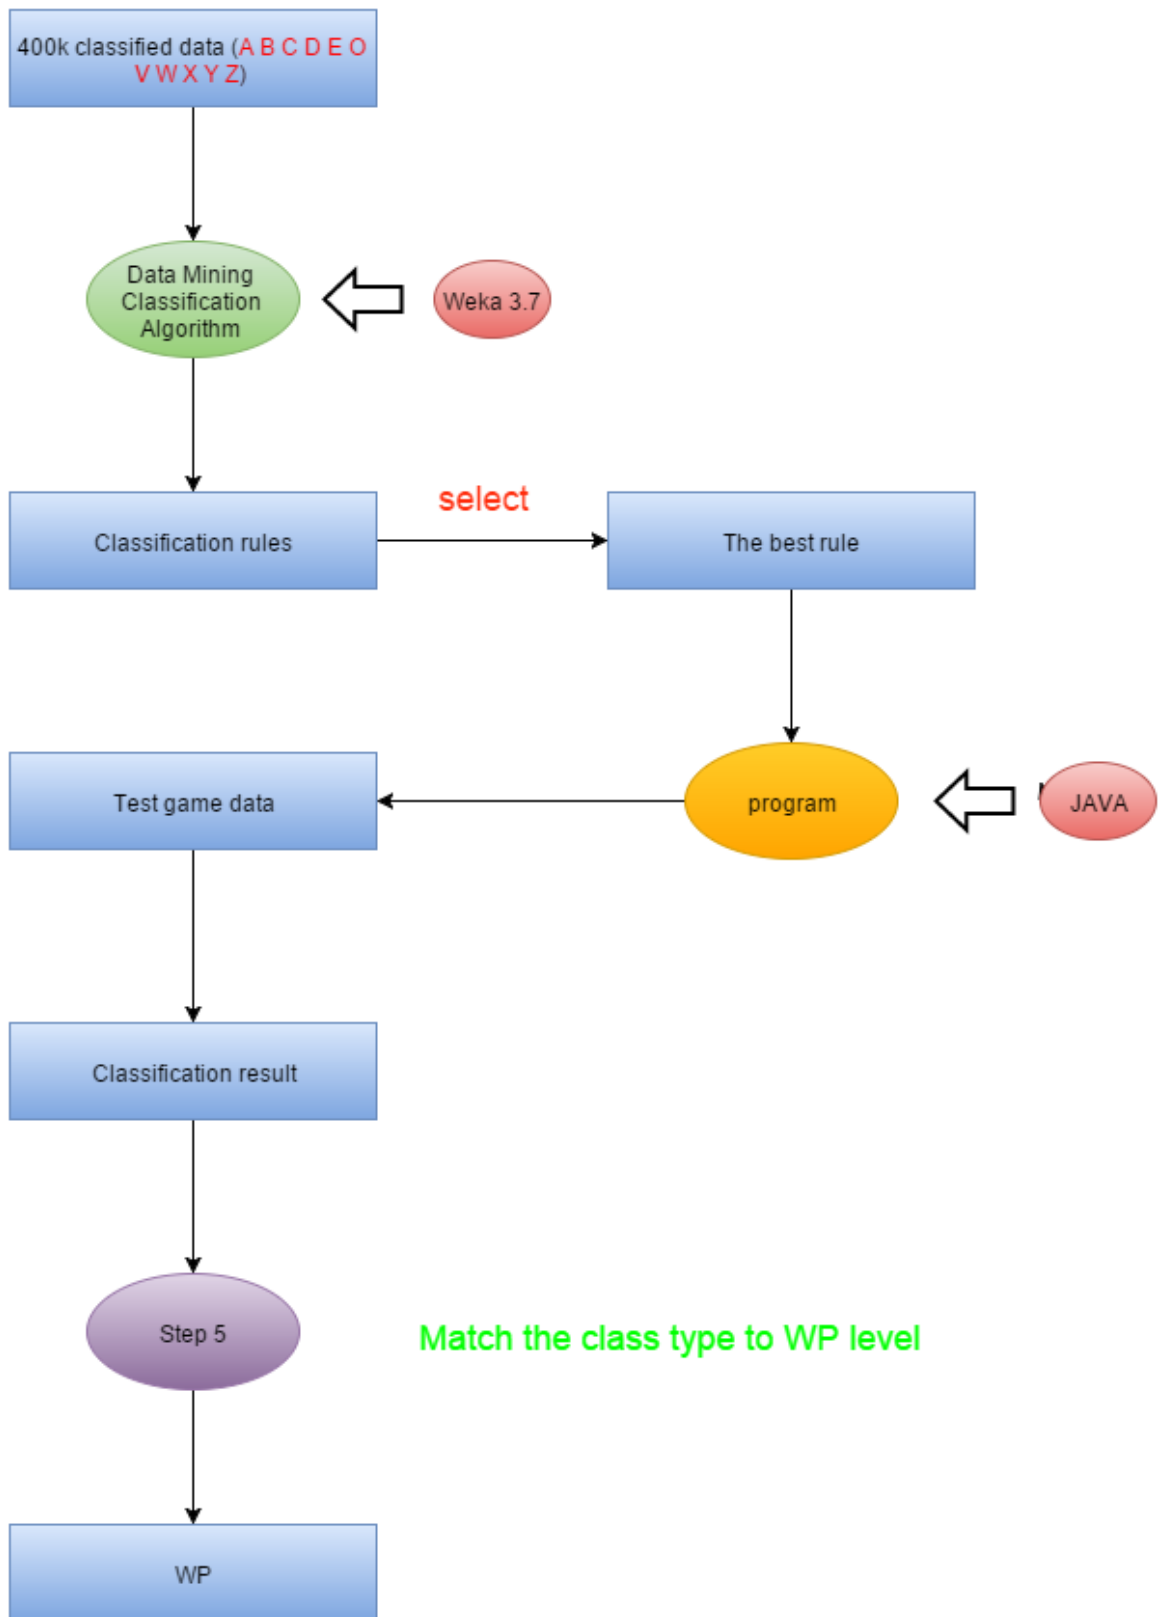 400k classified data (A B C D E O
V W X Y Z)
Data Mining
Classification
Algorithm
Weka 3.7
Classification rules
select
The best rule
Test game data
program
JAVA
Classification result
Step 5
Match the class type to WP level
WP